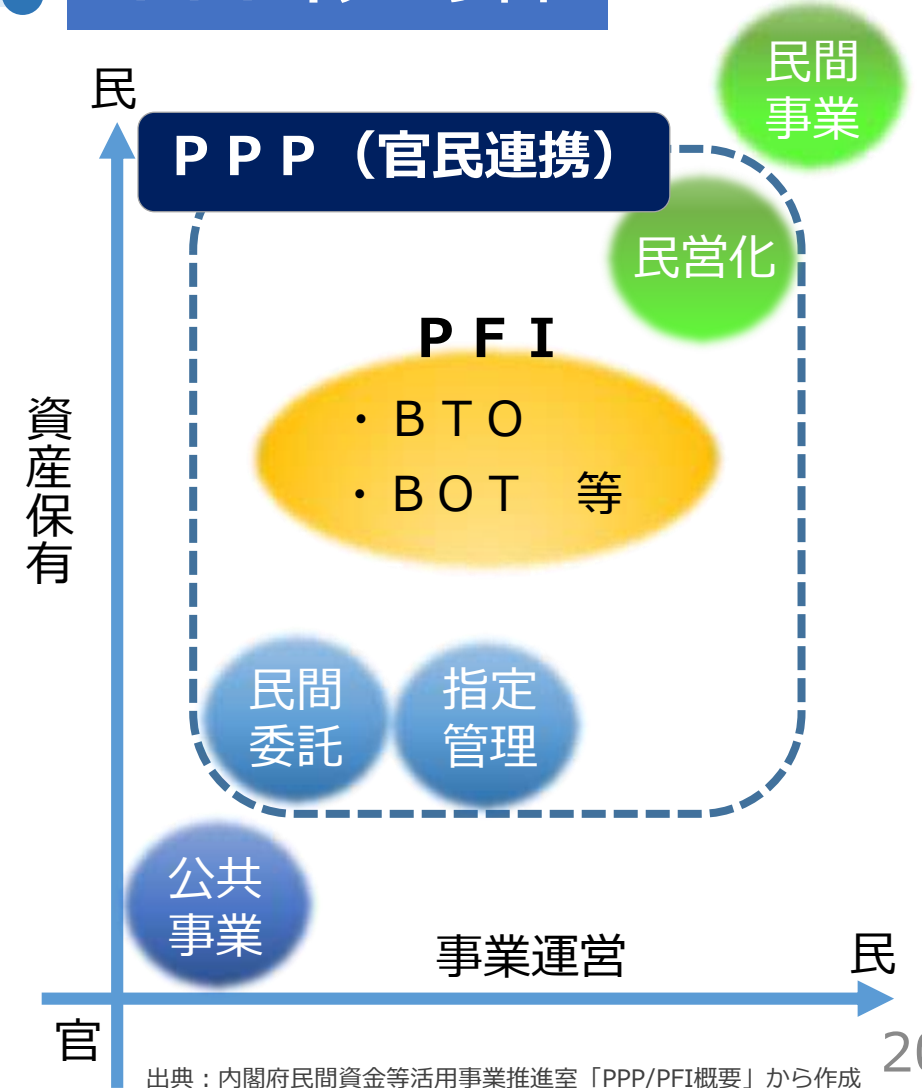 民
民間
事業
ＰＰＰ（官民連携）
民営化
ＰＦＩ
・ＢＴＯ
・ＢＯＴ　等
資産保有
民間
委託
指定
管理
公共
事業
事業運営
民
官
出典：内閣府民間資金等活用事業推進室「PPP/PFI概要」から作成